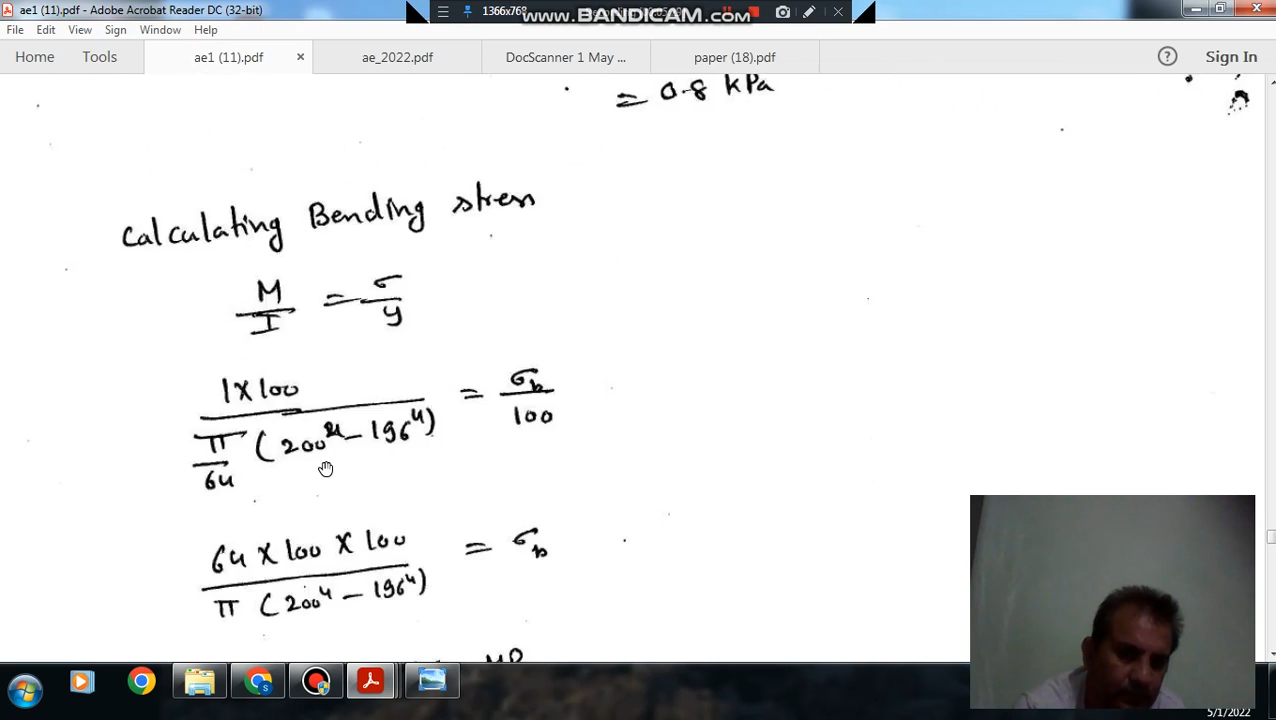 ae1 (11).pdf - Adobe Acrobat Reader DC (32-bit)
1366x768
www.BANDICAM.com
File Edit View Sign Window Help
Home Tools ae1 (11).pdf × ae_2022.pdf DocScanner 1 May ... paper (18).pdf Sign In
= 0.8 kPa
Calculating Bending stress
M/I = σ/y
1 × 100 / π/64 (200⁴ - 196⁴) = σb/100
64 × 100 × 100 / π (200⁴ - 196⁴) = σb
5/1/2022